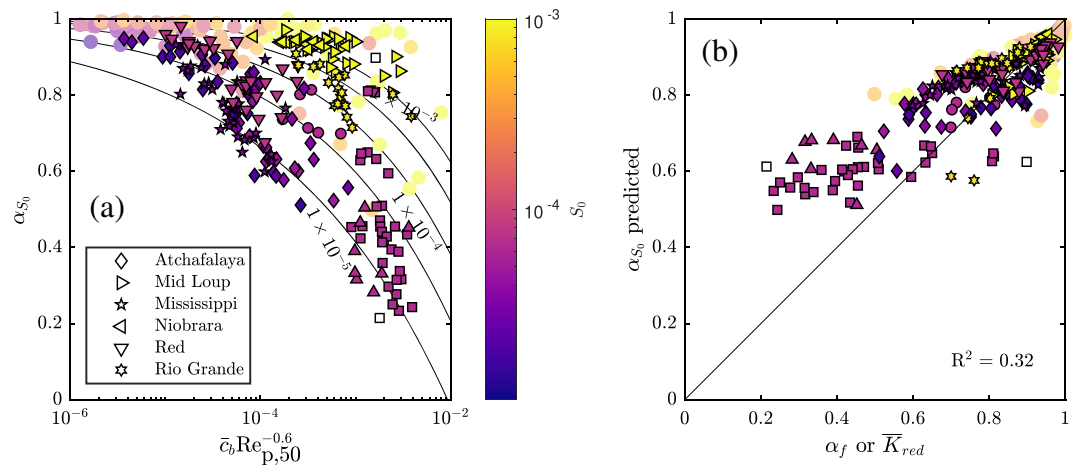 (a)
α_{S_0}
1
0.8
0.6
0.4
0.2
0
10^{-6}
10^{-4}
10^{-2}
c̄_b Re_{p,50}^{-0.6}
1 × 10^{-4}
1 × 10^{-5}
Atchafalaya
Mid Loup
Mississippi
Niobrara
Red
Rio Grande
10^{-3}
10^{-4}
S_0
(b)
α_{S_0} predicted
1
0.8
0.6
0.4
0.2
0
0
0.2
0.4
0.6
0.8
1
α_f or K̅_{red}
R^2 = 0.32